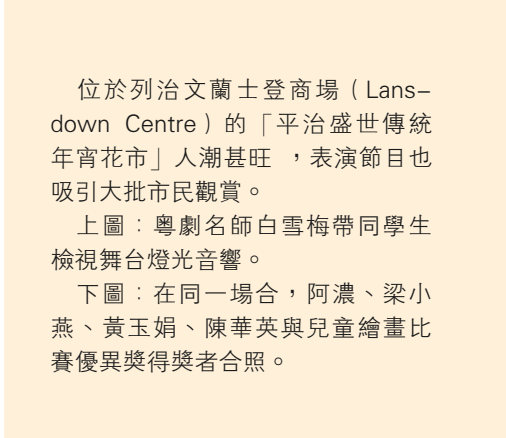 位於列治文蘭士登商場（Lans-
down Centre）的「平治盛世傳統
年宵花市」人潮甚旺 ，表演節目也
吸引大批市民觀賞。
上圖：粵劇名師白雪梅帶同學生
檢視舞台燈光音響。
下圖：在同一場合，阿濃、梁小
燕、黃玉娟、陳華英與兒童繪畫比
賽優異獎得獎者合照。